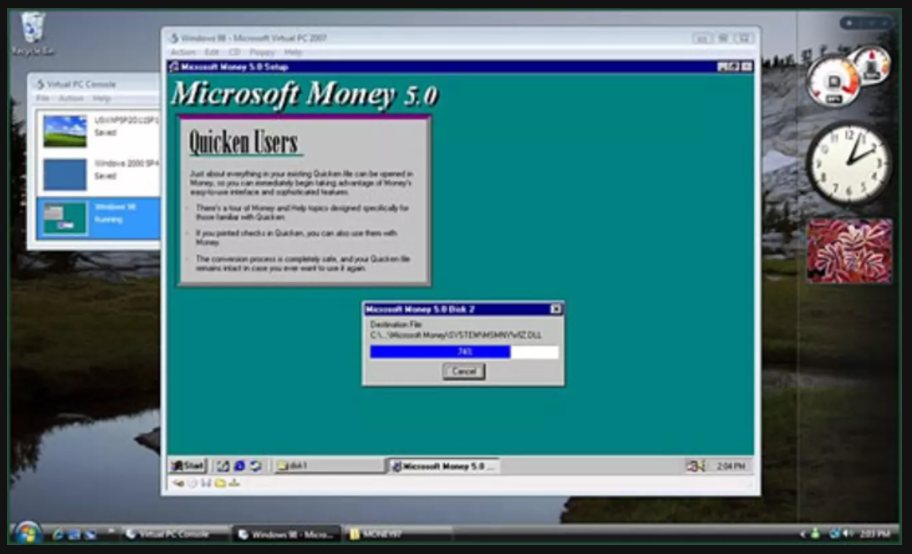 Recycle Bin
Windows 98 - Microsoft Virtual PC 2007
Action Edit CD Floppy Help
Virtual PC Console
File Action Help
Saved
Windows 2000 SP4
Saved
Windows 98
Running
Microsoft Money 5.0 Setup
Microsoft Money 5.0
Quicken Users
Just about everything in your existing Quicken file can be opened in
Money, so you can immediately begin taking advantage of Money's
easy-to-use interface and sophisticated features.
There's a tour of Money and Help topics designed specifically for
those familiar with Quicken.
If you printed checks in Quicken, you can also use them with
Money.
The conversion process is completely safe, and your Quicken file
remains intact in case you ever want to use it again.
Microsoft Money 5.0 Disk 2
Destination File:
C:\...\Microsoft Money\SYSTEM\MSMNYWIZ.DLL
74%
Cancel
Start
disk1
Microsoft Money 5.0 ...
2:04 PM
Virtual PC Console
Windows 98 - Micro...
MONEY97
2:03 PM